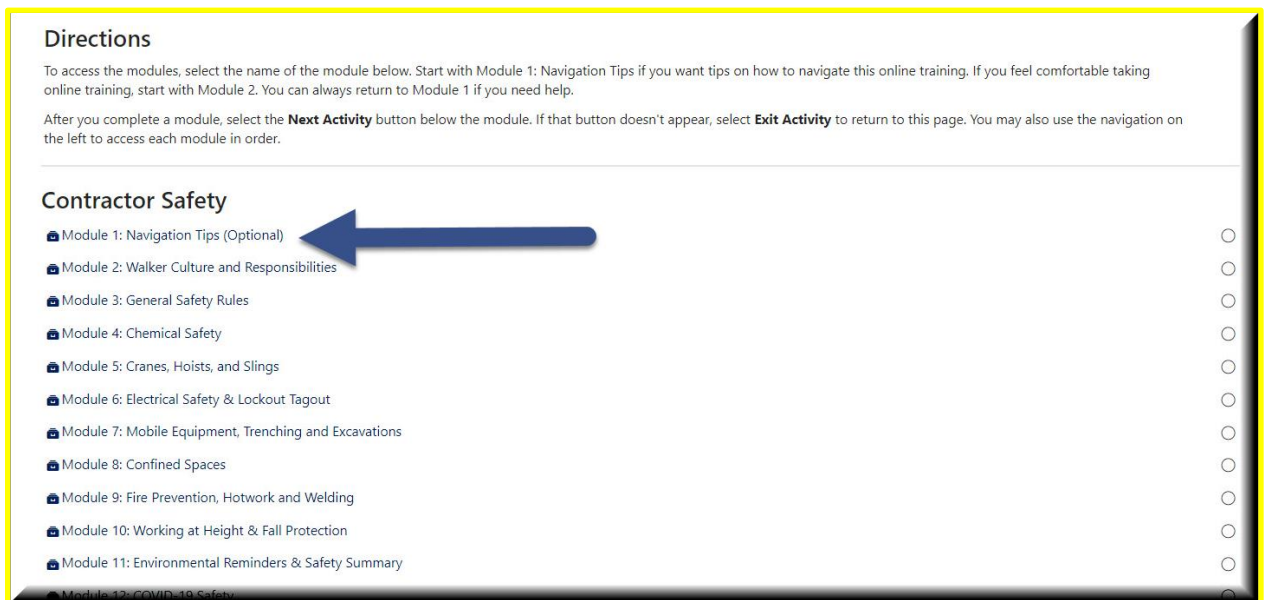 Directions
To access the modules, select the name of the module below. Start with Module 1: Navigation Tips if you want tips on how to navigate this online training. If you feel comfortable taking
online training, start with Module 2. You can always return to Module 1 if you need help.
After you complete a module, select the Next Activity button below the module. If that button doesn't appear, select Exit Activity to return to this page. You may also use the navigation on
the left to access each module in order.
Contractor Safety
Module 1: Navigation Tips (Optional)
Module 2: Walker Culture and Responsibilities
Module 3: General Safety Rules
Module 4: Chemical Safety
Module 5: Cranes, Hoists, and Slings
Module 6: Electrical Safety & Lockout Tagout
Module 7: Mobile Equipment, Trenching and Excavations
Module 8: Confined Spaces
Module 9: Fire Prevention, Hotwork and Welding
Module 10: Working at Height & Fall Protection
Module 11: Environmental Reminders & Safety Summary
Module 12: COVID-19 Safety